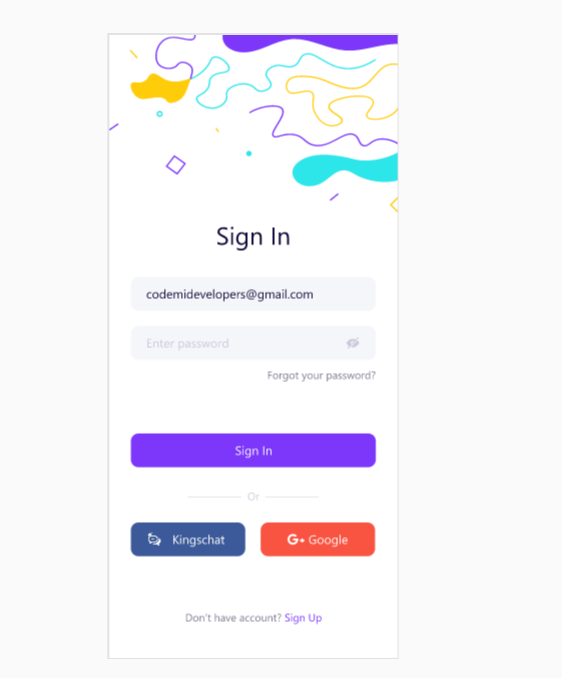 Sign In
codemidevelopers@gmail.com
Enter password
Forgot your password?
Sign In
Or
Kingschat
G+ Google
Don't have account? Sign Up